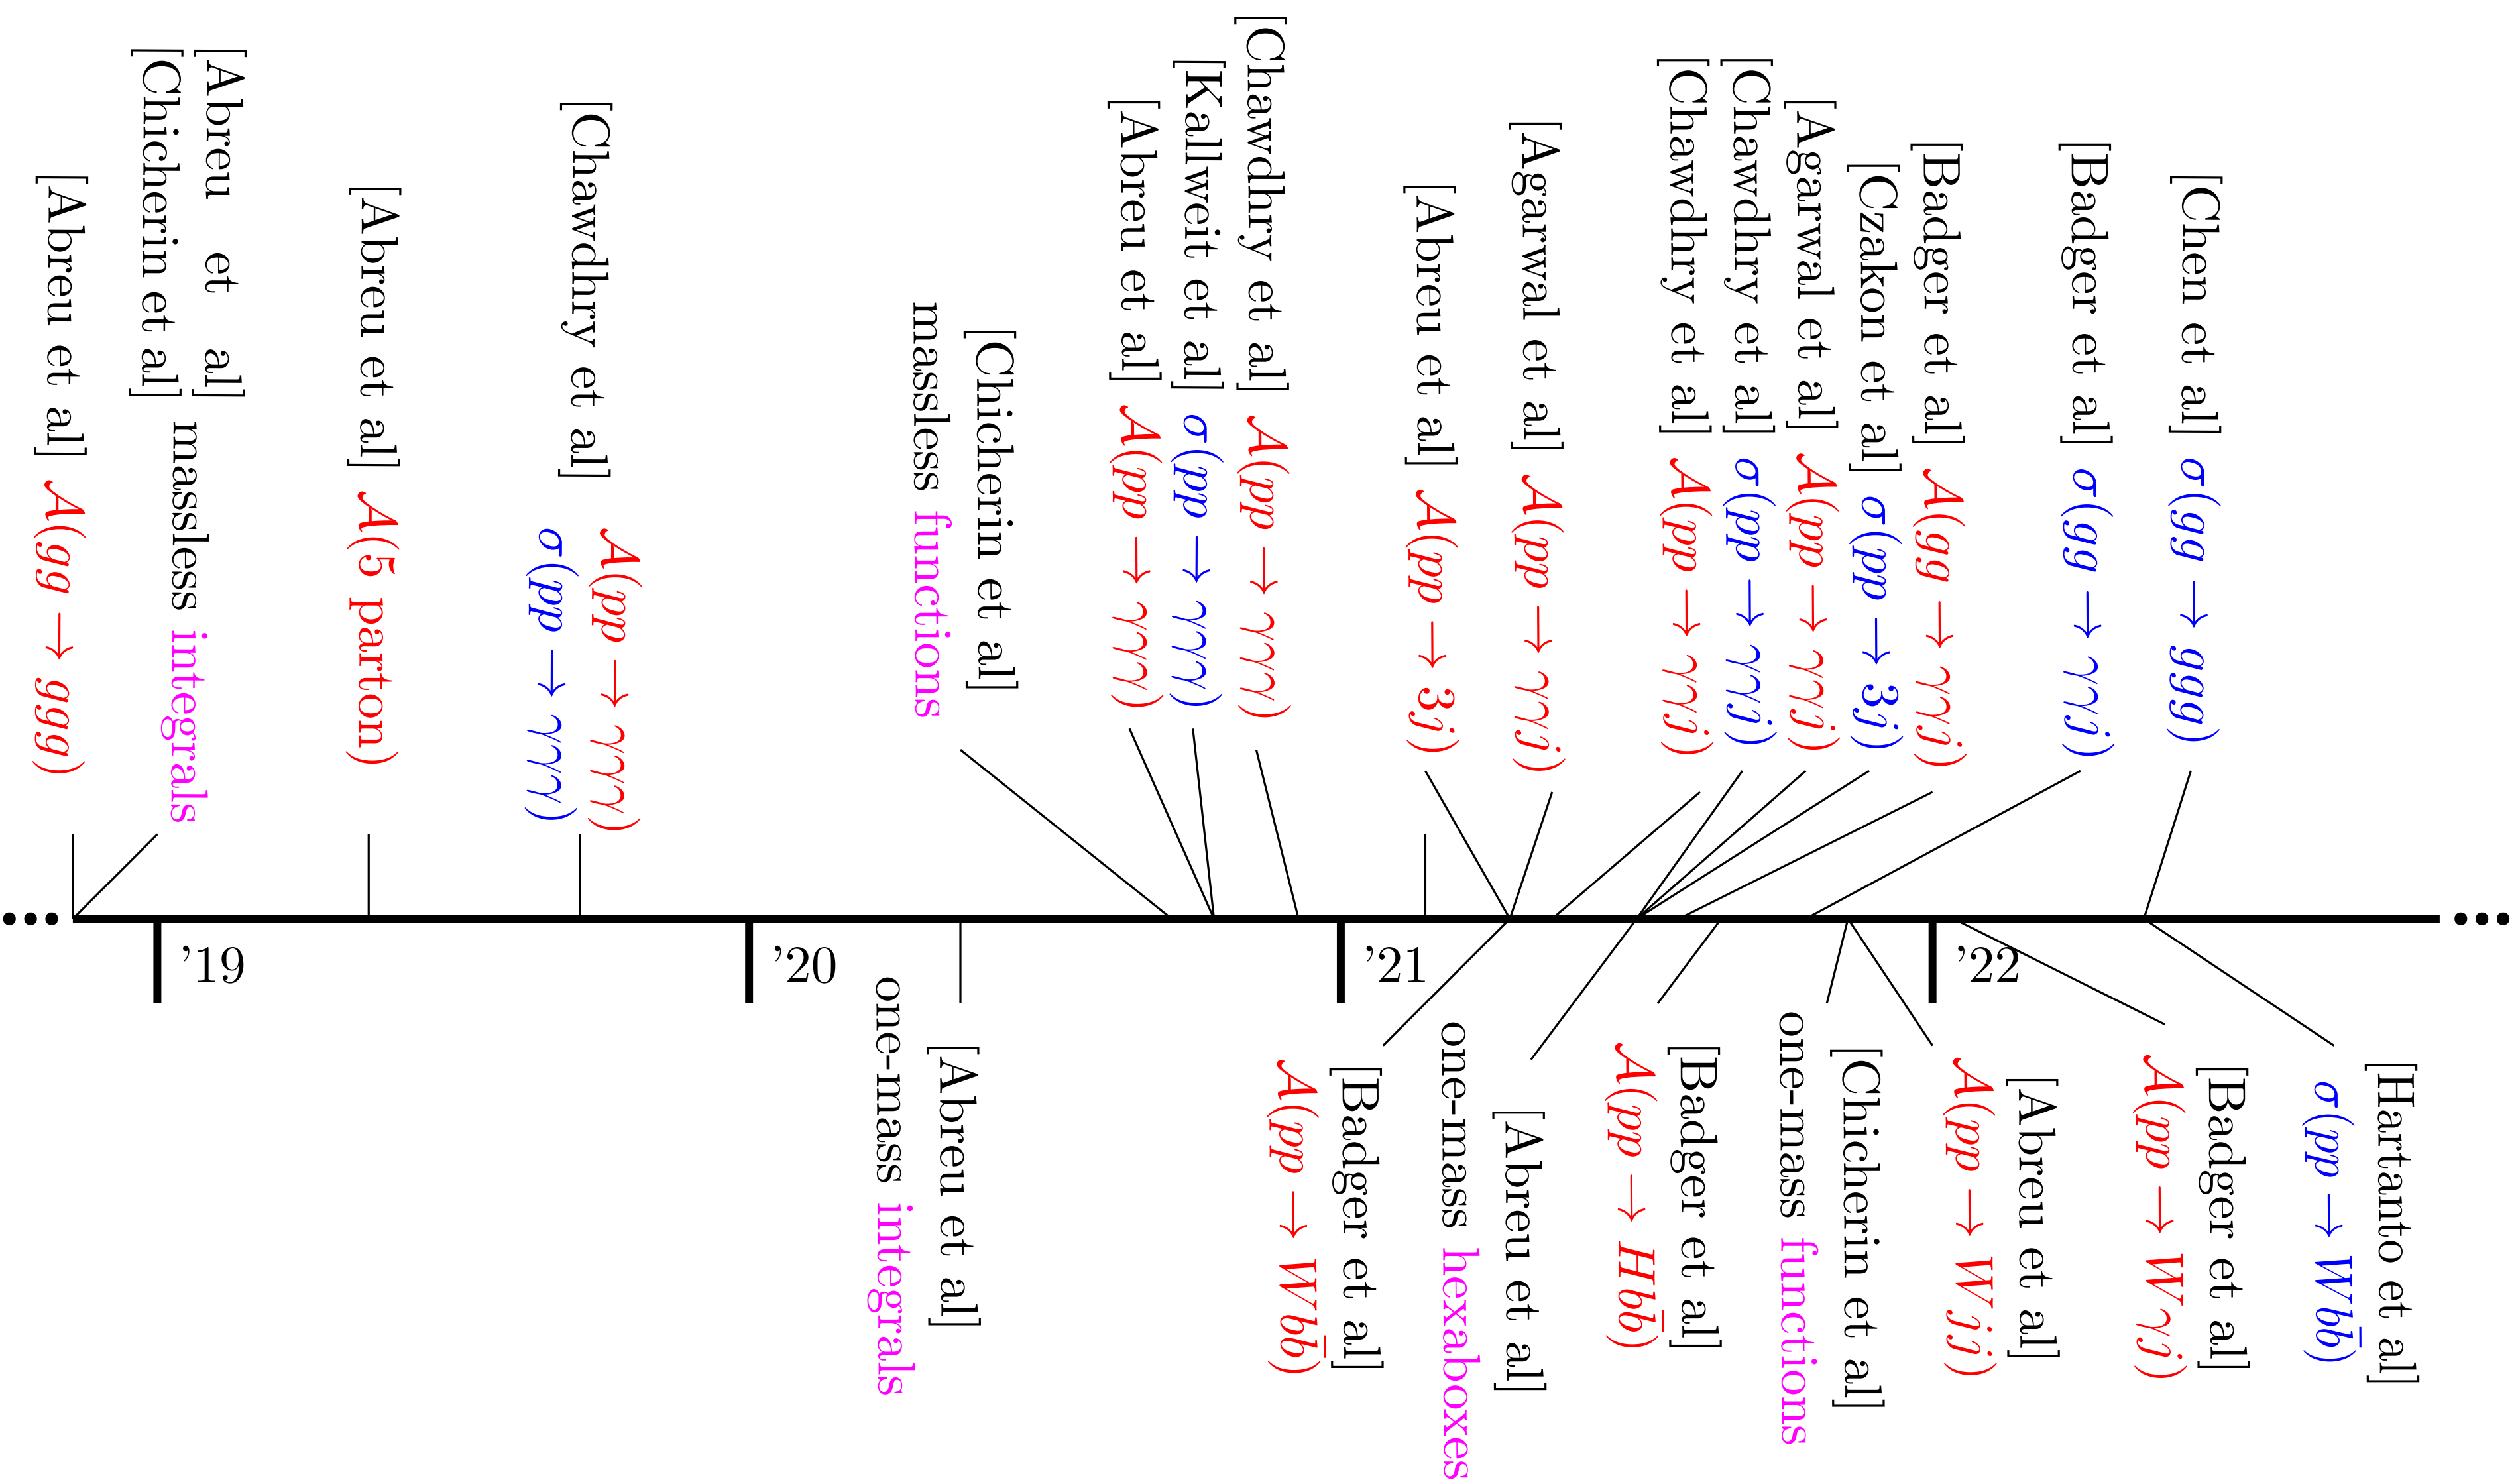 [Abreu et al] 𝒜(gg → ggg)
[Abreu et al]
[Chicherin et al]
massless integrals
[Abreu et al] 𝒜(5 parton)
[Chawdhry et al]
𝒜(pp → γγγ)
σ(pp → γγγ)
[Chicherin et al]
massless functions
[Abreu et al] 𝒜(pp → γγγ)
[Kallweit et al] σ(pp → γγγ)
[Chawdhry et al] 𝒜(pp → γγγ)
[Abreu et al] 𝒜(pp → 3j)
[Agarwal et al] 𝒜(pp → γγj)
[Chawdhry et al] 𝒜(pp → γγj)
[Chawdhry et al] σ(pp → γγj)
[Agarwal et al] 𝒜(pp → γγj)
[Czakon et al] σ(pp → 3j)
[Badger et al] 𝒜(gg → γγj)
[Badger et al] σ(gg → γγj)
[Chen et al] σ(gg → ggg)
’19
’20
’21
’22
[Abreu et al]
one-mass integrals
[Badger et al]
𝒜(pp → Wbb̄)
[Abreu et al]
one-mass hexaboxes
[Badger et al]
𝒜(pp → Hbb̄)
[Chicherin et al]
one-mass functions
[Abreu et al]
𝒜(pp → Wjj)
[Badger et al]
𝒜(pp → Wγj)
[Hartanto et al]
σ(pp → Wbb̄)